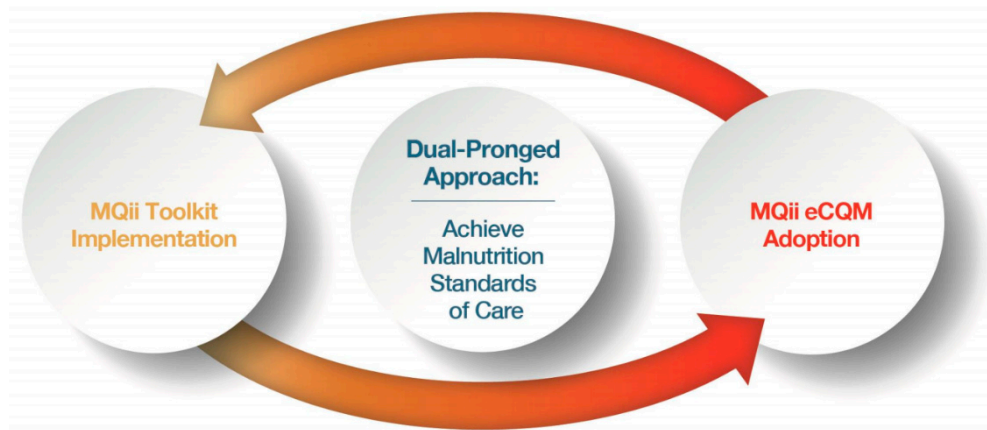 MQii Toolkit
Implementation
Dual-Pronged
Approach:
Achieve
Malnutrition
Standards
of Care
MQii eCQM
Adoption